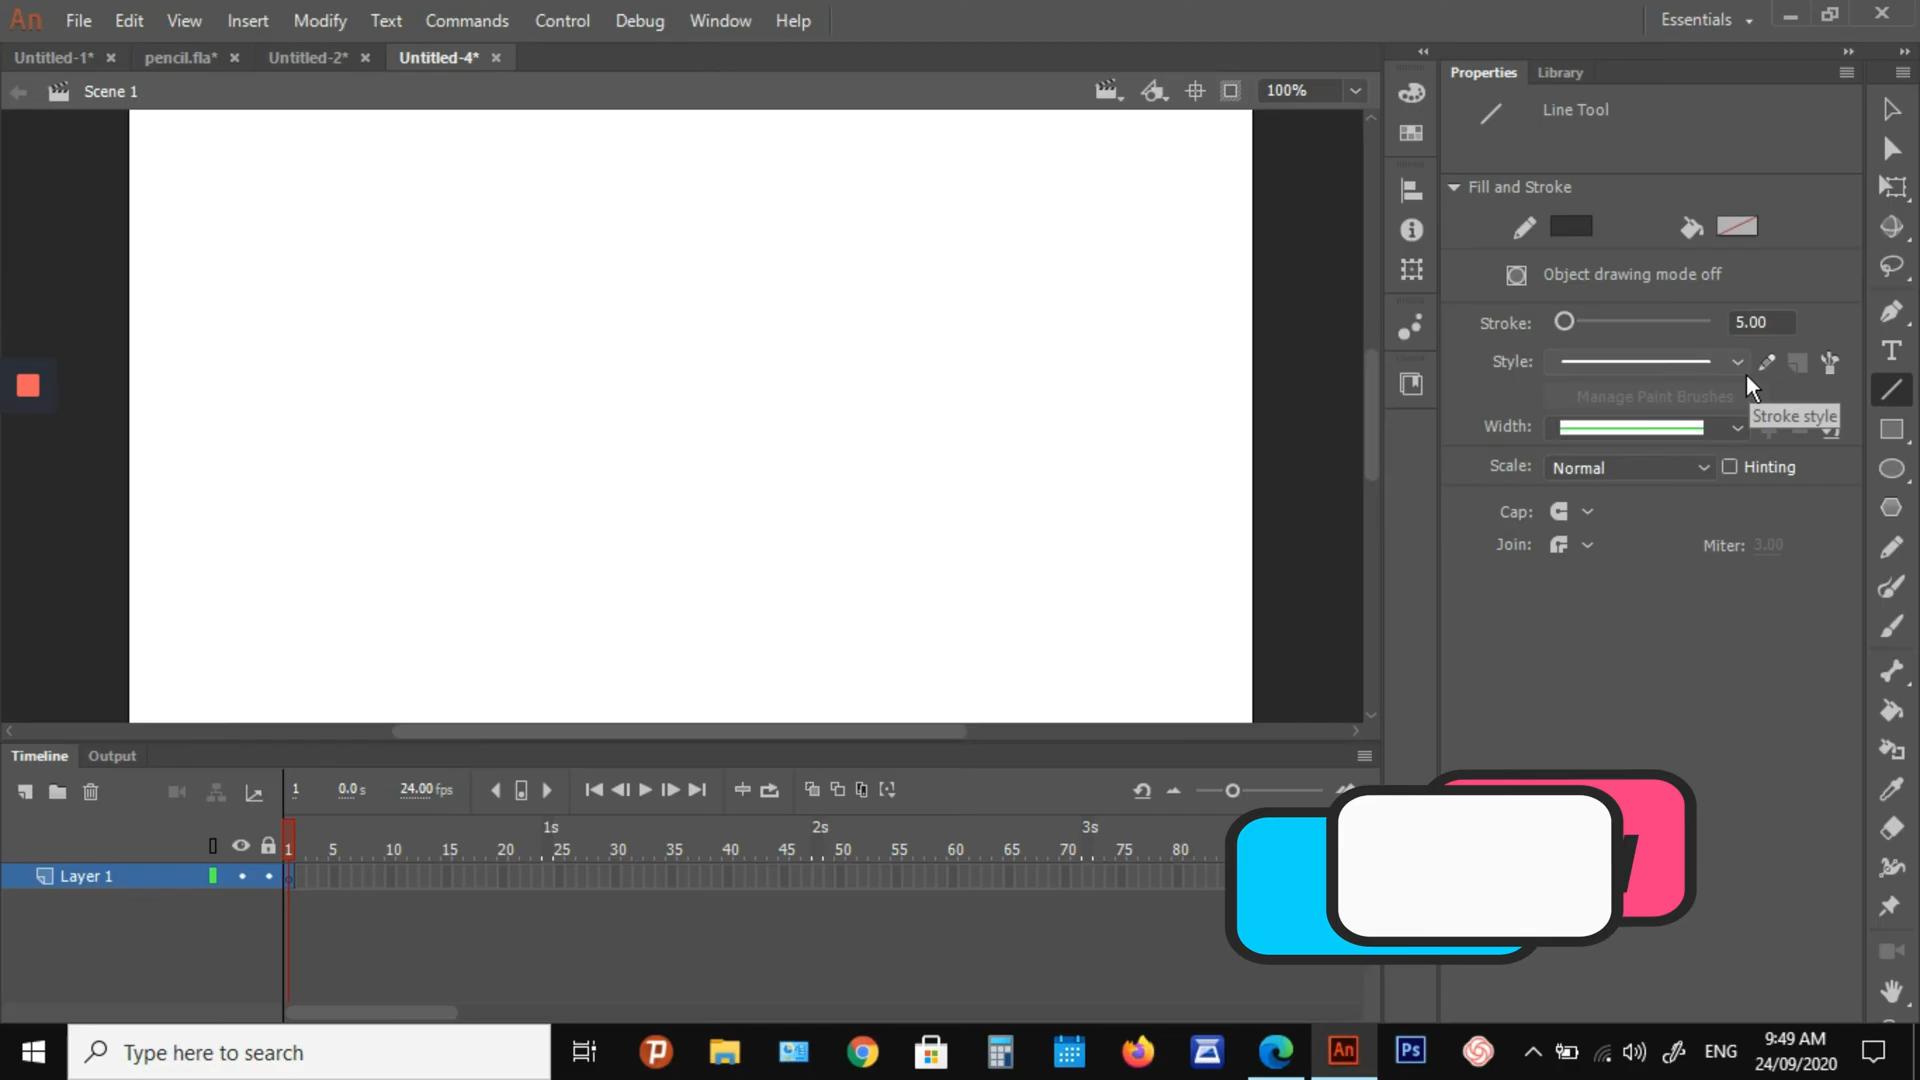 An File Edit View Insert Modify Text Commands Control Debug Window Help Essentials
Untitled-1* × pencil.fla* × Untitled-2* × Untitled-4* ×
Scene 1 100%
Properties Library
Line Tool
Fill and Stroke
Object drawing mode off
Stroke: 5.00
Style:
Manage Paint Brushes
Stroke style
Width:
Scale: Normal Hinting
Cap:
Join: Miter: 3.00
Timeline Output
1 0.0 s 24.00 fps
1s 2s 3s
1 5 10 15 20 25 30 35 40 45 50 55 60 65 70 75 80
Layer 1
Type here to search
An Ps ENG
9:49 AM
24/09/2020